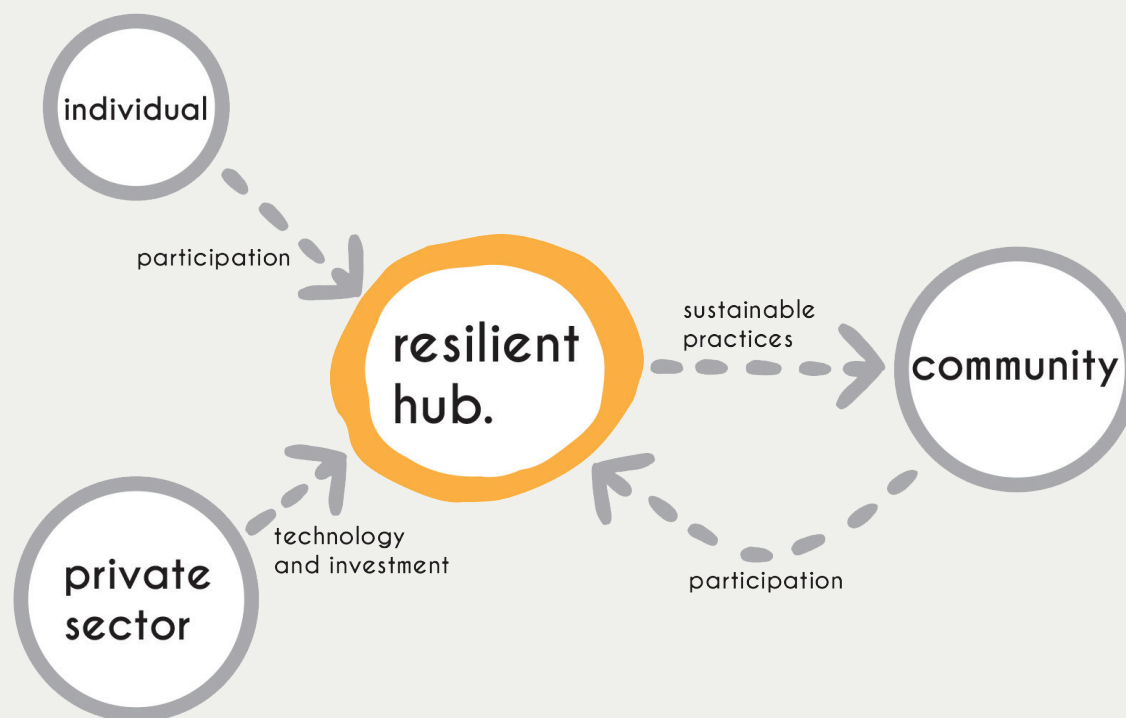 individual
participation
resilient
hub.
sustainable
practices
community
technology
and investment
private
sector
participation